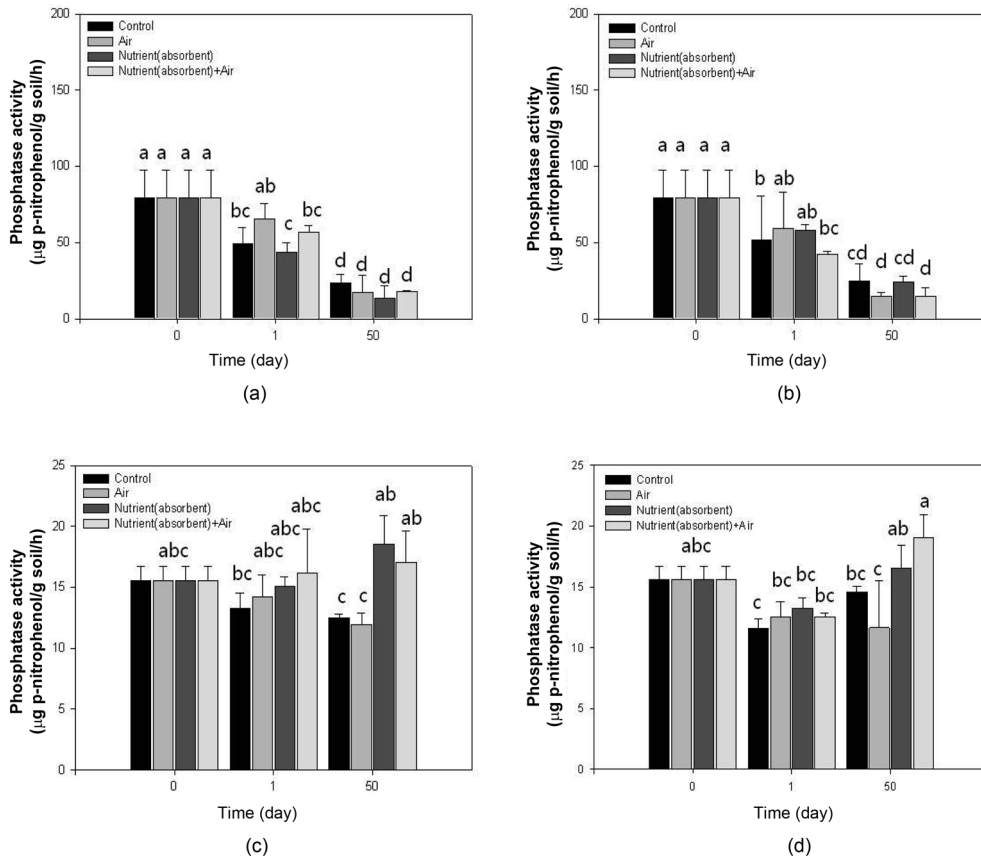 200
150
100
50
0
Phosphatase activity
(μg p-nitrophenol/g soil/h)
Control
Air
Nutrient(absorbent)
Nutrient(absorbent)+Air
a a a a
bc ab c bc
d d d d
0 1 50
Time (day)
(a)
200
150
100
50
0
Phosphatase activity
(μg p-nitrophenol/g soil/h)
Control
Air
Nutrient(absorbent)
Nutrient(absorbent)+Air
a a a a
b ab ab bc
cd d cd d
0 1 50
Time (day)
(b)
25
20
15
10
5
0
Phosphatase activity
(μg p-nitrophenol/g soil/h)
Control
Air
Nutrient(absorbent)
Nutrient(absorbent)+Air
abc
bc abc abc abc
c c ab ab
0 1 50
Time (day)
(c)
25
20
15
10
5
0
Phosphatase activity
(μg p-nitrophenol/g soil/h)
Control
Air
Nutrient(absorbent)
Nutrient(absorbent)+Air
abc
c bc bc bc
bc c ab a
0 1 50
Time (day)
(d)